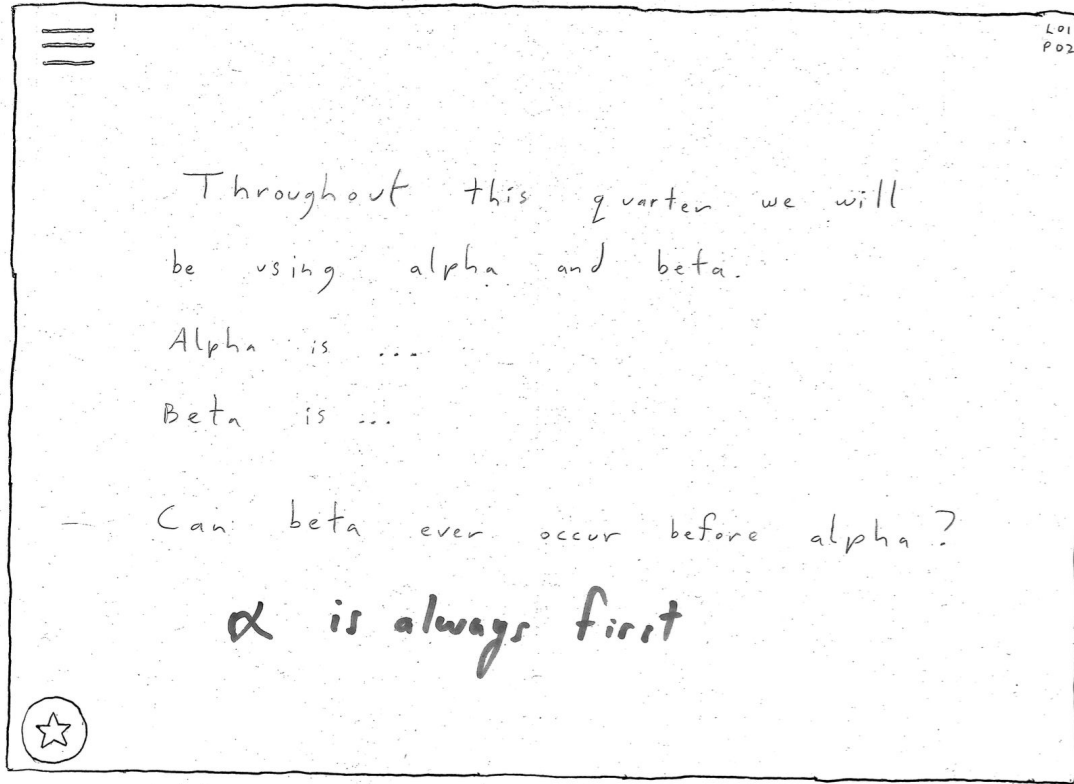 L01
P02
Throughout this quarter we will
be using alpha and beta.
Alpha is ...
Beta is ...
Can beta ever occur before alpha?
α is always first